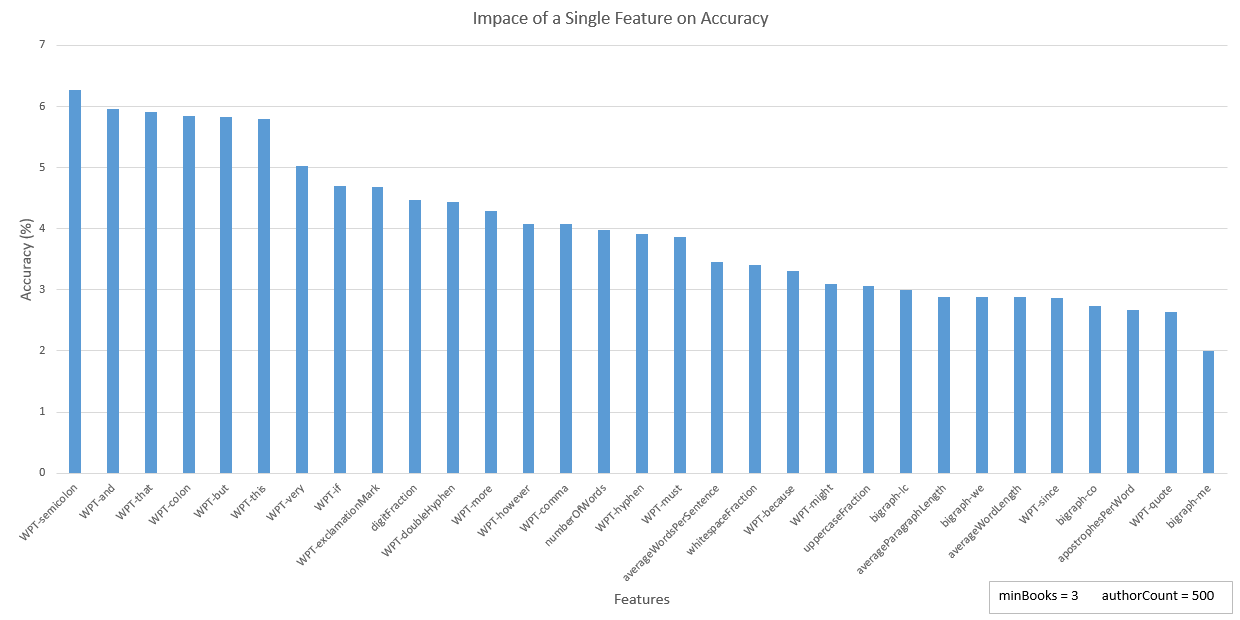 Impace of a Single Feature on Accuracy
7
6
5
4
3
2
1
0
Accuracy (%)
WPT-semicolon
WPT-and
WPT-that
WPT-colon
WPT-but
WPT-this
WPT-very
WPT-if
WPT-exclamationMark
digitFraction
WPT-doubleHyphen
WPT-more
WPT-however
WPT-comma
numberOfWords
WPT-hyphen
WPT-must
averageWordsPerSentence
whitespaceFraction
WPT-because
WPT-might
uppercaseFraction
bigraph-ic
averageParagraphLength
bigraph-we
averageWordLength
WPT-since
bigraph-co
apostrophesPerWord
WPT-quote
bigraph-me
Features
minBooks = 3 authorCount = 500